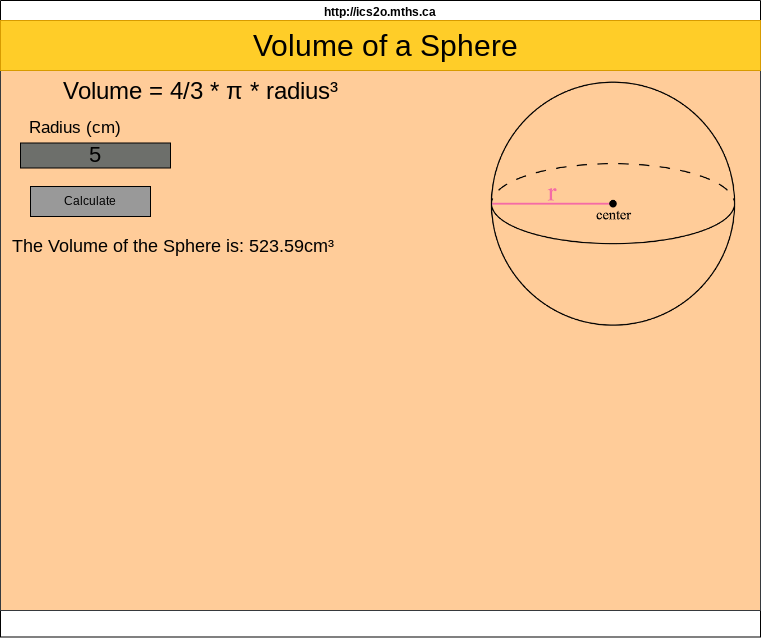 http://ics2o.mths.ca
Volume of a Sphere
Volume = 4/3 * π * radius³
Radius (cm)
5
Calculate
The Volume of the Sphere is: 523.59cm³
r
center